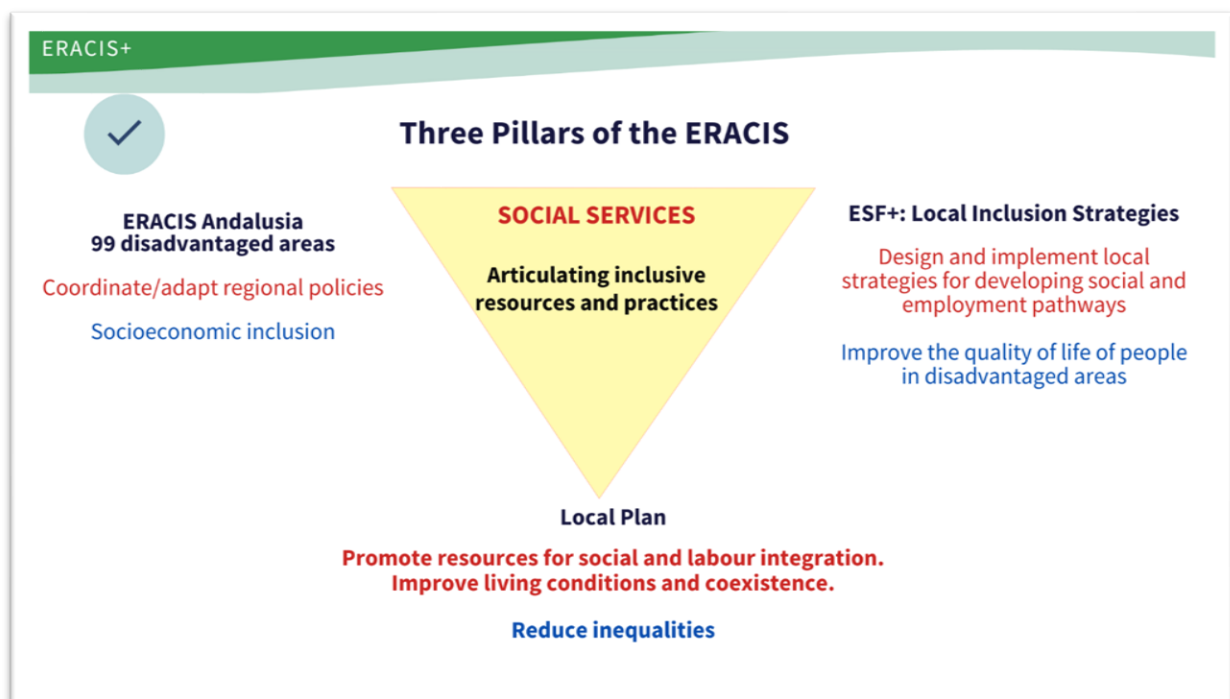 ERACIS+
Three Pillars of the ERACIS
ERACIS Andalusia
99 disadvantaged areas
Coordinate/adapt regional policies
Socioeconomic inclusion
SOCIAL SERVICES
Articulating inclusive
resources and practices
ESF+: Local Inclusion Strategies
Design and implement local
strategies for developing social and
employment pathways
Improve the quality of life of people
in disadvantaged areas
Local Plan
Promote resources for social and labour integration.
Improve living conditions and coexistence.
Reduce inequalities